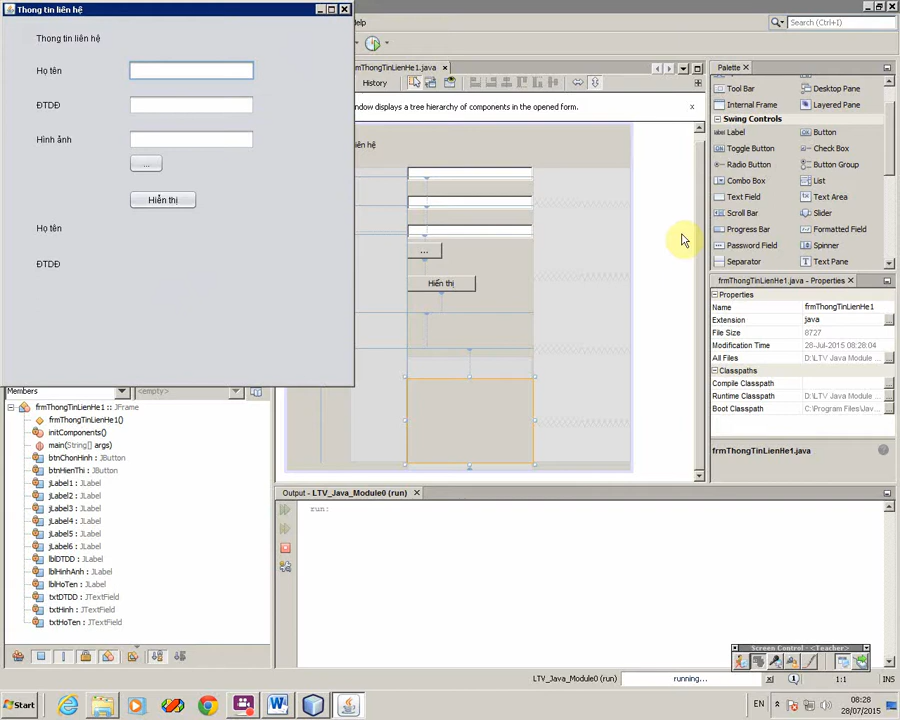 Thong tin liên hệ
Thong tin liên hệ
Họ tên
ĐTDĐ
Hình ảnh
...
Hiển thị
Họ tên
ĐTDĐ
lelp
Search (Ctrl+I)
frmThongTinLienHe1.java
History
ndow displays a tree hierarchy of components in the opened form.
x
liên hệ
...
Hiển thị
Palette
Tool Bar
Desktop Pane
Internal Frame
Layered Pane
Swing Controls
Label
Button
Toggle Button
Check Box
Radio Button
Button Group
Combo Box
List
Text Field
Text Area
Scroll Bar
Slider
Progress Bar
Formatted Field
Password Field
Spinner
Separator
Text Pane
frmThongTinLienHe1.java - Properties
Properties
Name
frmThongTinLienHe1
Extension
java
File Size
8727
Modification Time
28-Jul-2015 08:28:04
All Files
D:\LTV Java Module ...
Classpaths
Compile Classpath
Runtime Classpath
D:\LTV Java Module ...
Boot Classpath
C:\Program Files\Jav...
frmThongTinLienHe1.java
Members
<empty>
frmThongTinLienHe1 :: JFrame
frmThongTinLienHe1()
initComponents()
main(String[] args)
btnChonHinh : JButton
btnHienThi : JButton
jLabel1 : JLabel
jLabel2 : JLabel
jLabel3 : JLabel
jLabel4 : JLabel
jLabel5 : JLabel
jLabel6 : JLabel
lblDTDD : JLabel
lblHinhAnh : JLabel
lblHoTen : JLabel
txtDTDD : JTextField
txtHinh : JTextField
txtHoTen : JTextField
Output - LTV_Java_Module0 (run)
run:
Screen Control - <Teacher>
LTV_Java_Module0 (run)
running...
1:1
INS
Start
EN
08:28
28/07/2015